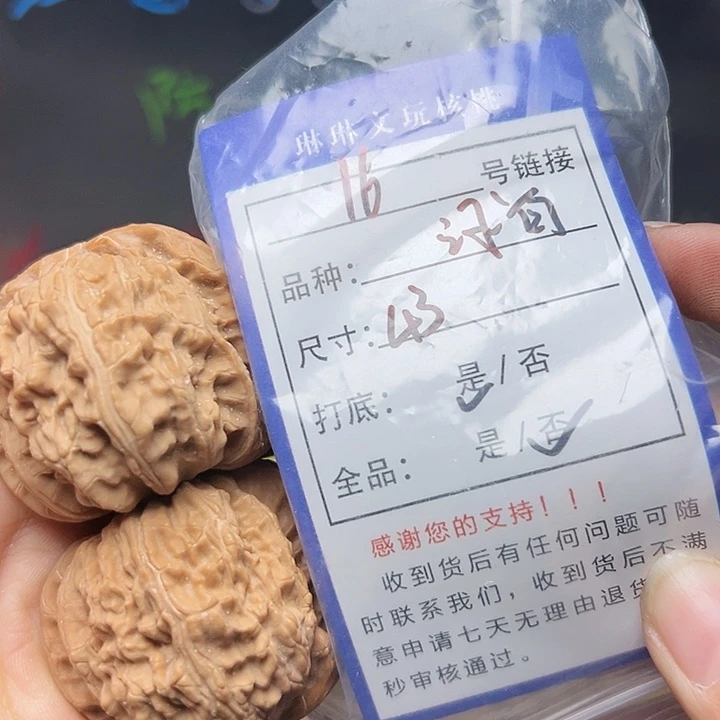 琳琳文玩核桃
16 号链接
品种：
尺寸：43
打底： 是/否
全品： 是/否
感谢您的支持！！！
收到货后有任何问题可随
时联系我们，收到货后不满
意申请七天无理由退货
秒审核通过。